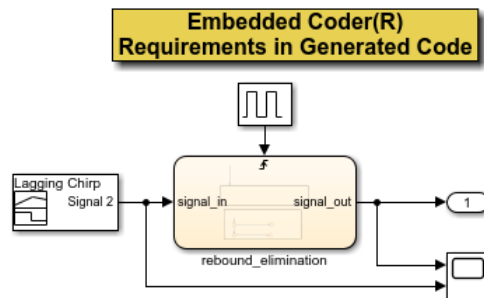 Embedded Coder(R)
Requirements in Generated Code
Lagging Chirp
Signal 2
signal_in
signal_out
1
rebound_elimination